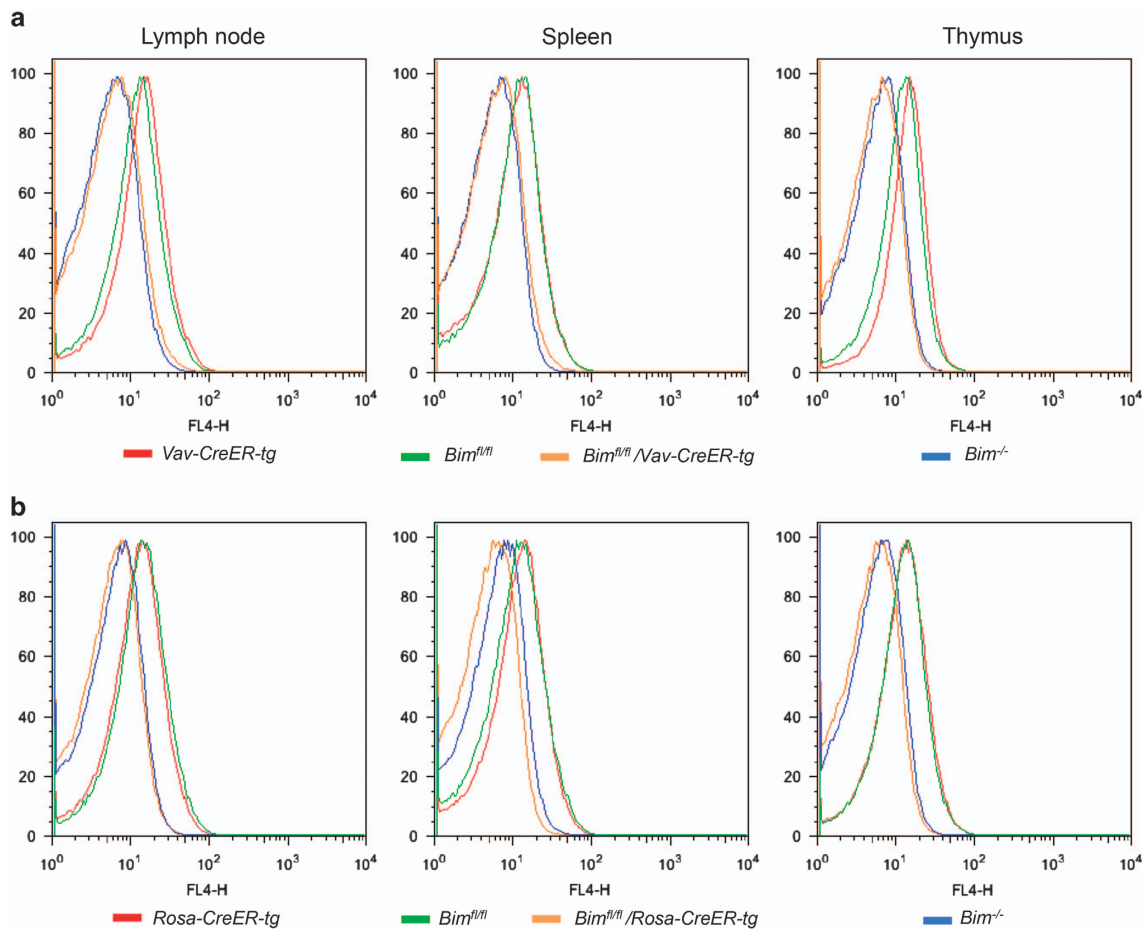 a
Lymph node Spleen Thymus
100 100 100
80 80 80
60 60 60
40 40 40
20 20 20
0 0 0
10⁰ 10¹ 10² 10³ 10⁴ 10⁰ 10¹ 10² 10³ 10⁴ 10⁰ 10¹ 10² 10³ 10⁴
FL4-H FL4-H FL4-H
Vav-CreER-tg Bimfl/fl Bimfl/fl/Vav-CreER-tg Bim-/-
b
100 100 100
80 80 80
60 60 60
40 40 40
20 20 20
0 0 0
10⁰ 10¹ 10² 10³ 10⁴ 10⁰ 10¹ 10² 10³ 10⁴ 10⁰ 10¹ 10² 10³ 10⁴
FL4-H FL4-H FL4-H
Rosa-CreER-tg Bimfl/fl Bimfl/fl/Rosa-CreER-tg Bim-/-